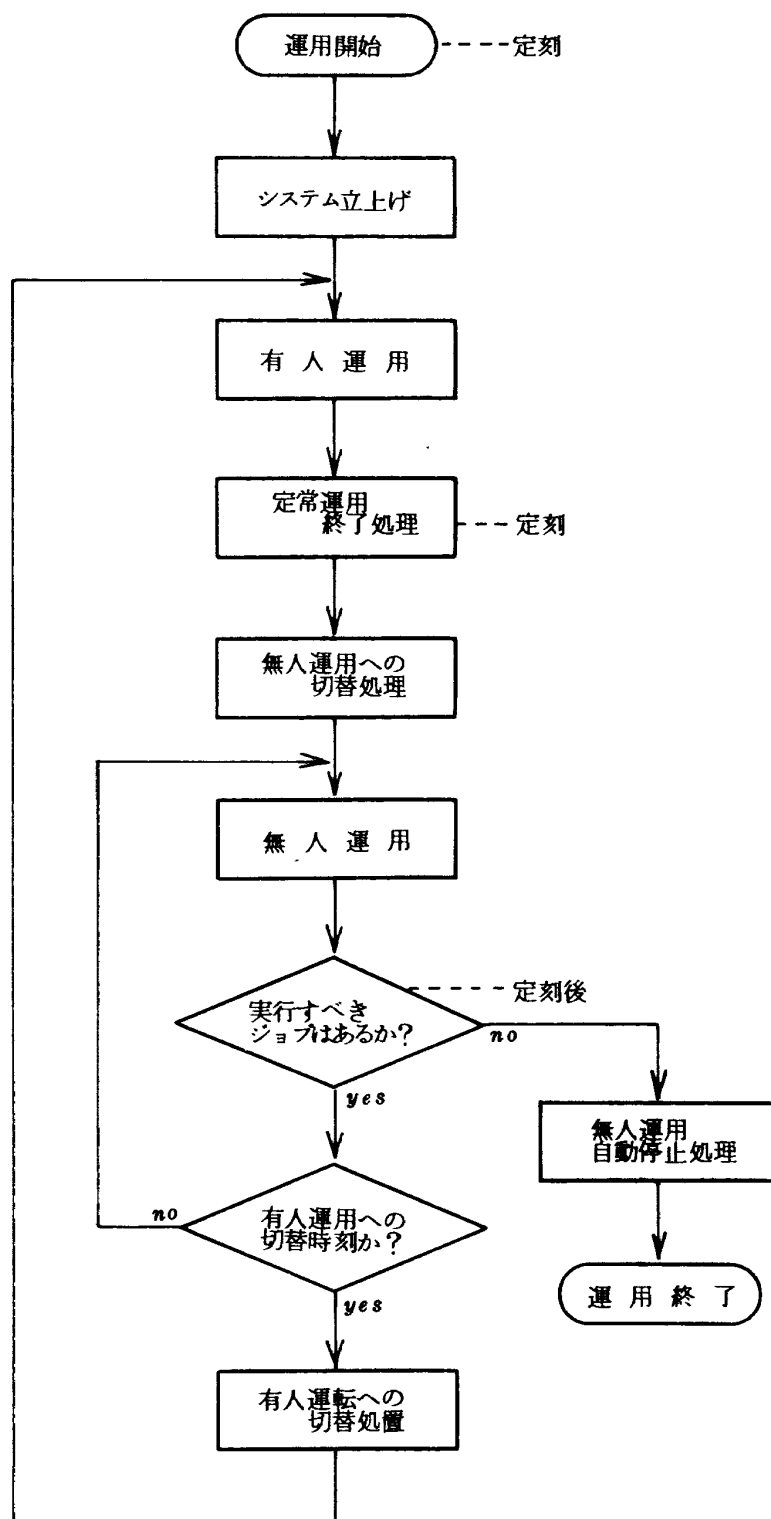 運用開始
定刻
システム立上げ
有人運用
定常運用
終了処理
定刻
無人運用への
切替処理
無人運用
定刻後
実行すべき
ジョブはあるか?
no
yes
無人運用
自動停止処理
no
有人運用への
切替時刻か?
yes
運用終了
有人運転への
切替処置